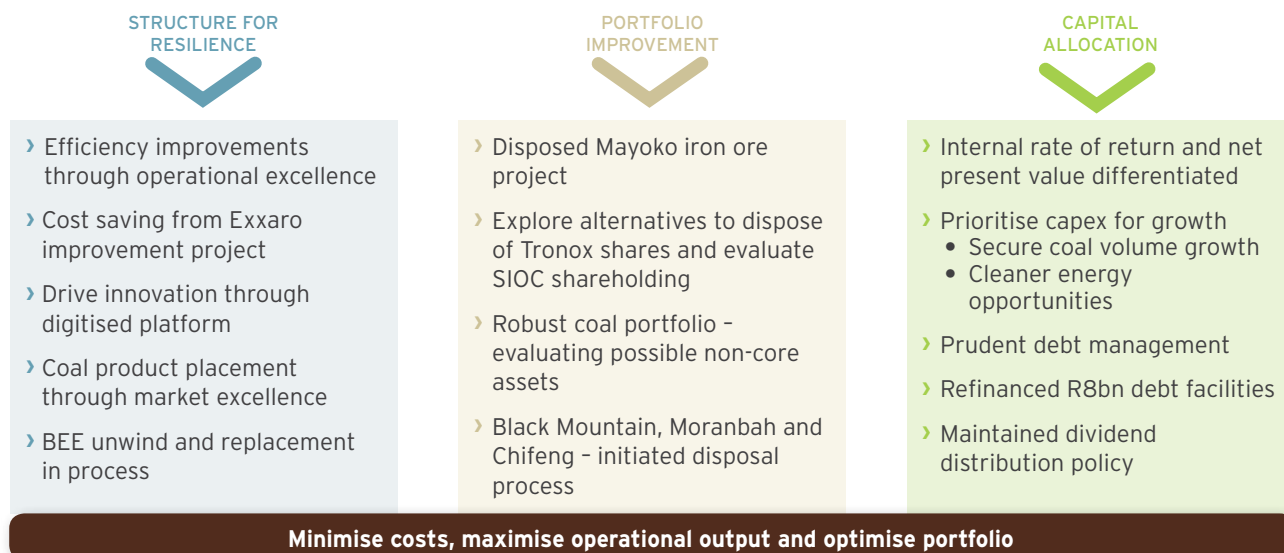 STRUCTURE FOR
RESILIENCE
› Efficiency improvements
through operational excellence
› Cost saving from Exxaro
improvement project
› Drive innovation through
digitised platform
› Coal product placement
through market excellence
› BEE unwind and replacement
in process
PORTFOLIO
IMPROVEMENT
› Disposed Mayoko iron ore
project
› Explore alternatives to dispose
of Tronox shares and evaluate
SIOC shareholding
› Robust coal portfolio –
evaluating possible non-core
assets
› Black Mountain, Moranbah and
Chifeng – initiated disposal
process
CAPITAL
ALLOCATION
› Internal rate of return and net
present value differentiated
› Prioritise capex for growth
• Secure coal volume growth
• Cleaner energy
opportunities
› Prudent debt management
› Refinanced R8bn debt facilities
› Maintained dividend
distribution policy
Minimise costs, maximise operational output and optimise portfolio